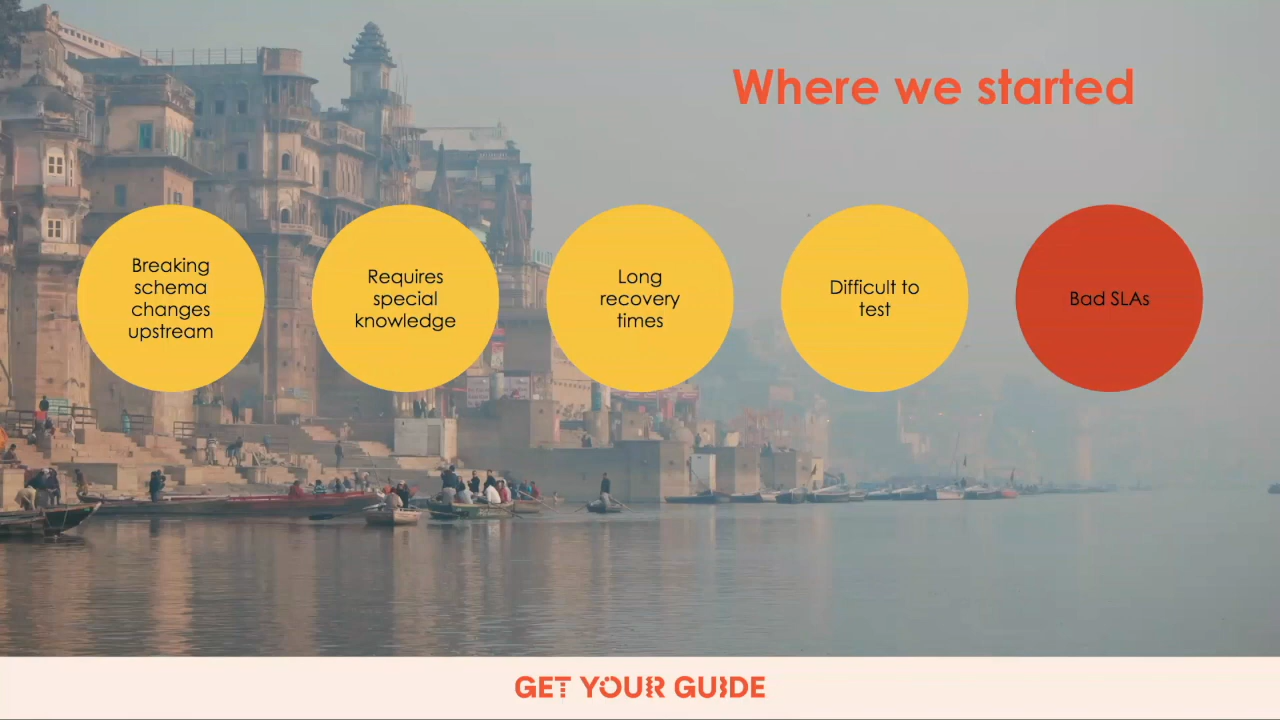 Where we started
Breaking
schema
changes
upstream
Requires
special
knowledge
Long
recovery
times
Difficult to
test
Bad SLAs
GET YOUR GUIDE